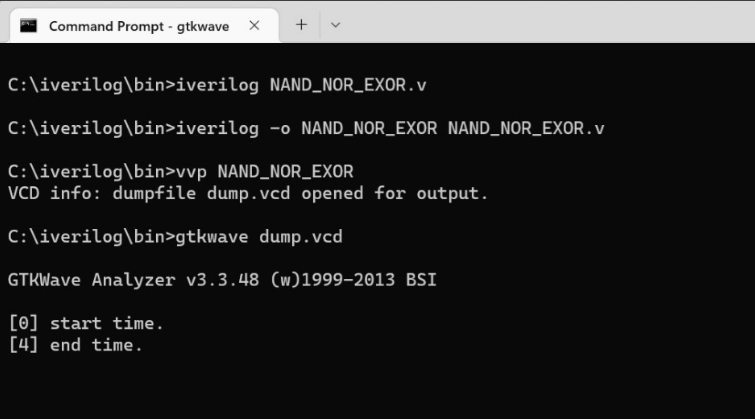 Command Prompt - gtkwave
C:\iverilog\bin>iverilog NAND_NOR_EXOR.v
C:\iverilog\bin>iverilog -o NAND_NOR_EXOR NAND_NOR_EXOR.v
C:\iverilog\bin>vvp NAND_NOR_EXOR
VCD info: dumpfile dump.vcd opened for output.
C:\iverilog\bin>gtkwave dump.vcd
GTKWave Analyzer v3.3.48 (w)1999-2013 BSI
[0] start time.
[4] end time.